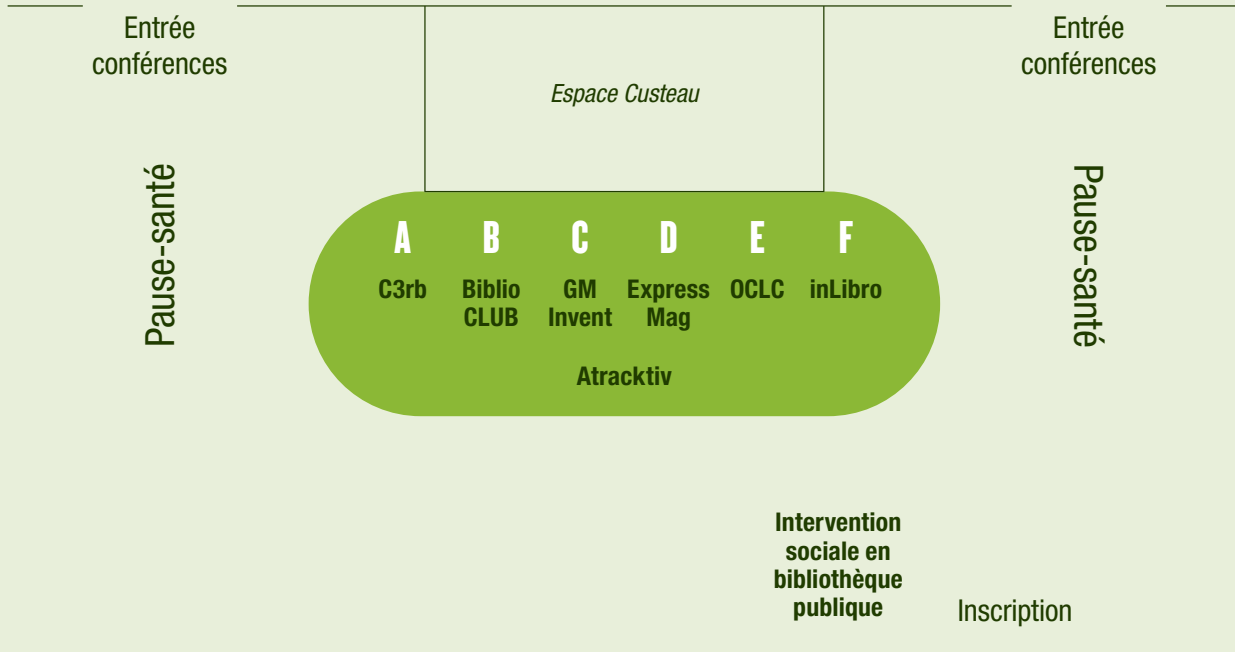 Entrée
conférences
Espace Custeau
Entrée
conférences
Pause-santé
Pause-santé
A B C D E F
C3rb Biblio GM Express OCLC inLibro
CLUB Invent Mag
Atracktiv
Intervention
sociale en
bibliothèque
publique
Inscription